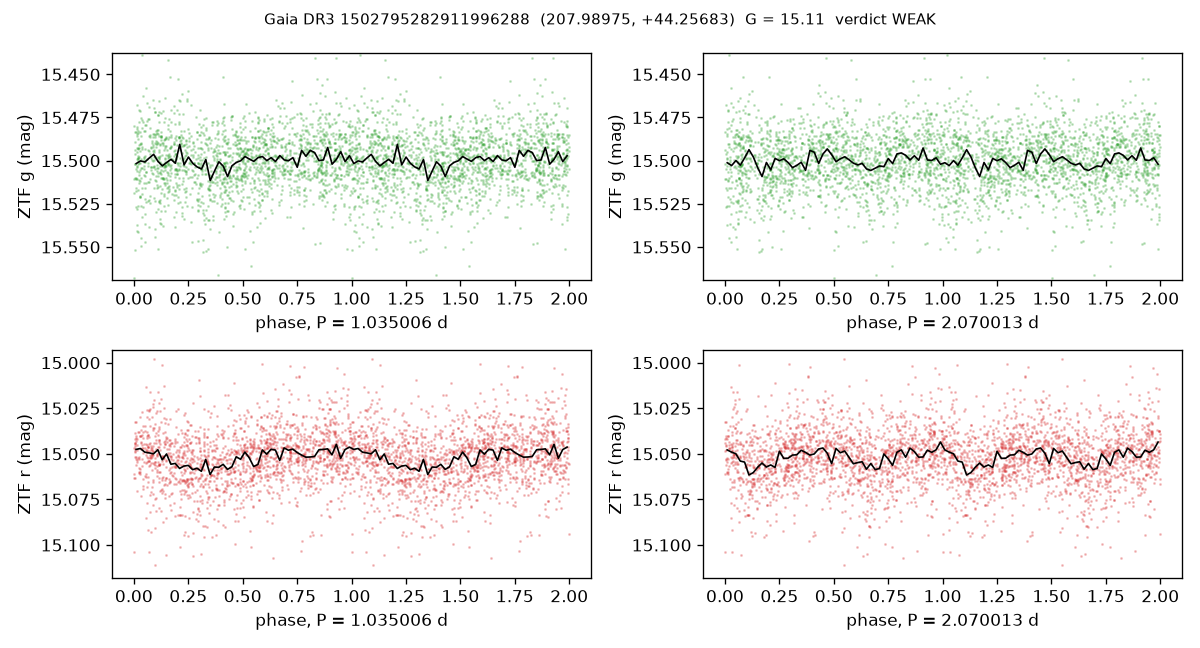 Gaia DR3 1502795282911996288 (207.98975, +44.25683) G = 15.11 verdict WEAK
ZTF g (mag)
15.450
15.475
15.500
15.525
15.550
0.00 0.25 0.50 0.75 1.00 1.25 1.50 1.75 2.00
phase, P = 1.035006 d
ZTF g (mag)
15.450
15.475
15.500
15.525
15.550
0.00 0.25 0.50 0.75 1.00 1.25 1.50 1.75 2.00
phase, P = 2.070013 d
ZTF r (mag)
15.000
15.025
15.050
15.075
15.100
0.00 0.25 0.50 0.75 1.00 1.25 1.50 1.75 2.00
phase, P = 1.035006 d
ZTF r (mag)
15.000
15.025
15.050
15.075
15.100
0.00 0.25 0.50 0.75 1.00 1.25 1.50 1.75 2.00
phase, P = 2.070013 d